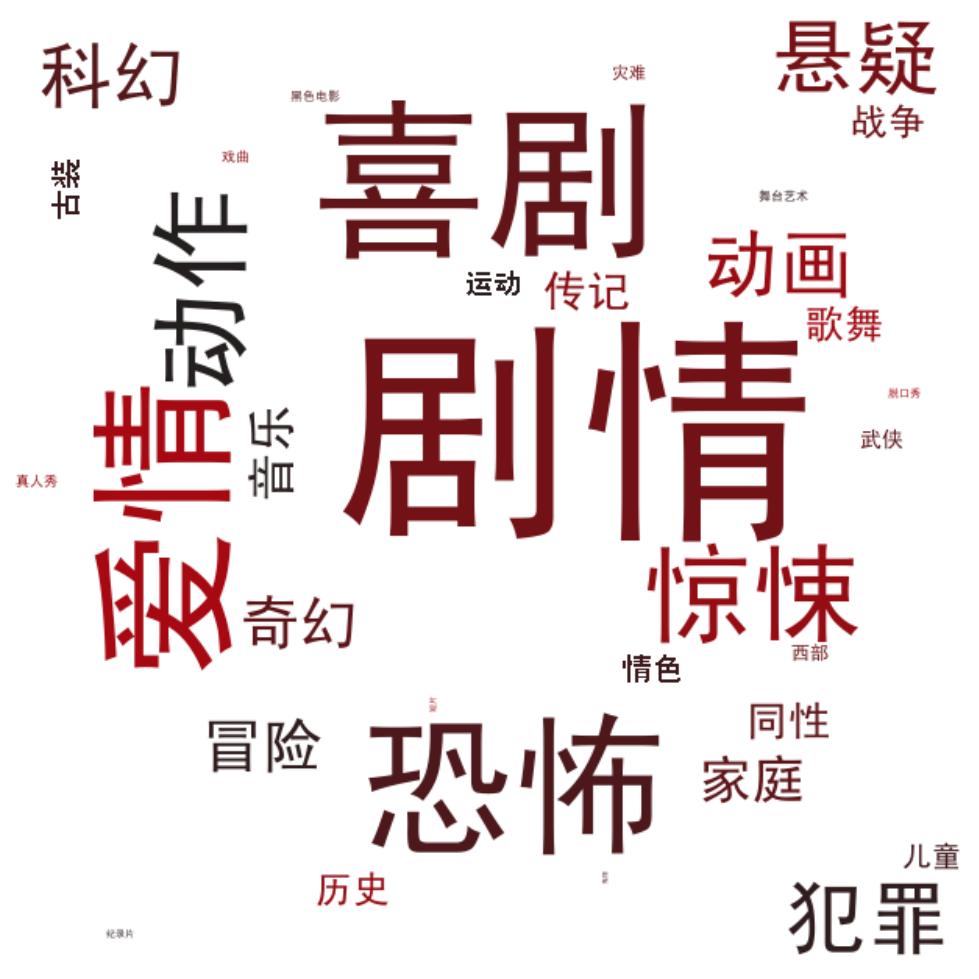 科幻
悬疑
灾难
黑色电影
喜剧
战争
戏曲
古装
舞台艺术
动作
动画
运动
传记
歌舞
剧情
脱口秀
爱情
音乐
武侠
真人秀
惊悚
奇幻
西部
情色
同性
冒险
恐怖
家庭
儿童
历史
犯罪
纪录片